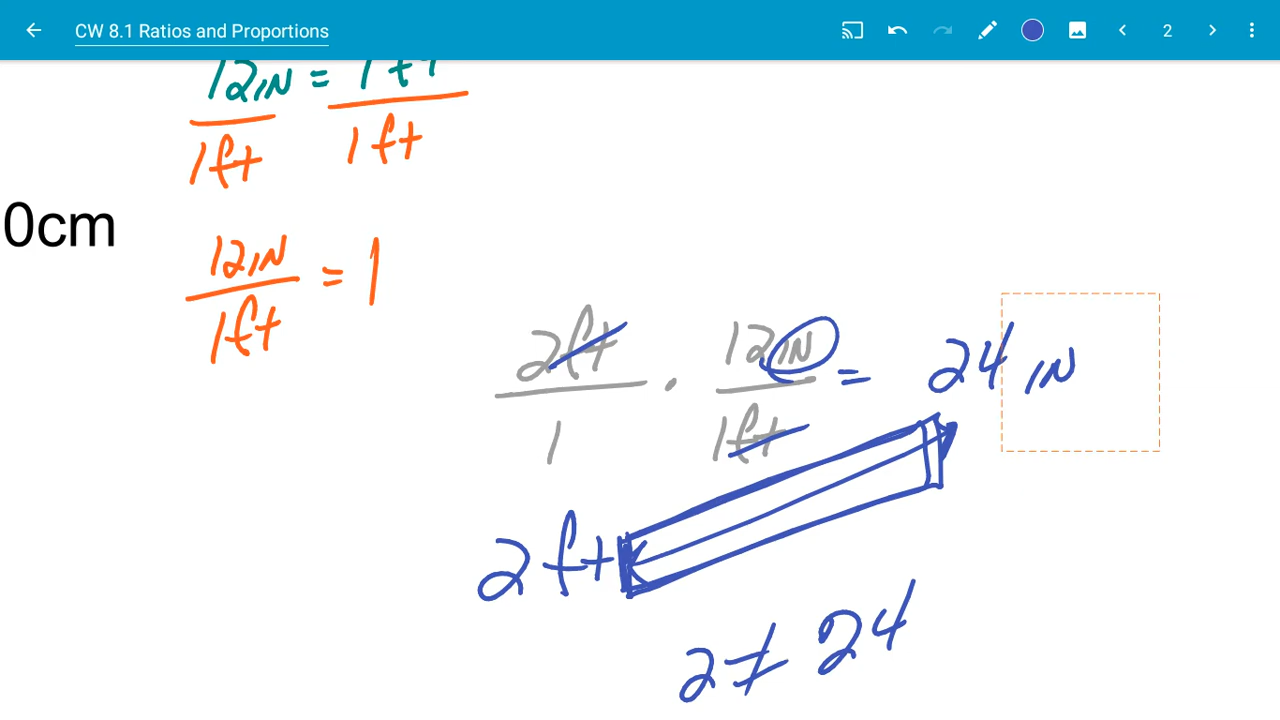 CW 8.1 Ratios and Proportions
2
12IN = 1ft
1ft 1ft
0cm
12IN
1ft = 1
2ft
1 · 12IN
1ft = 24 IN
2ft
2 ≠ 24